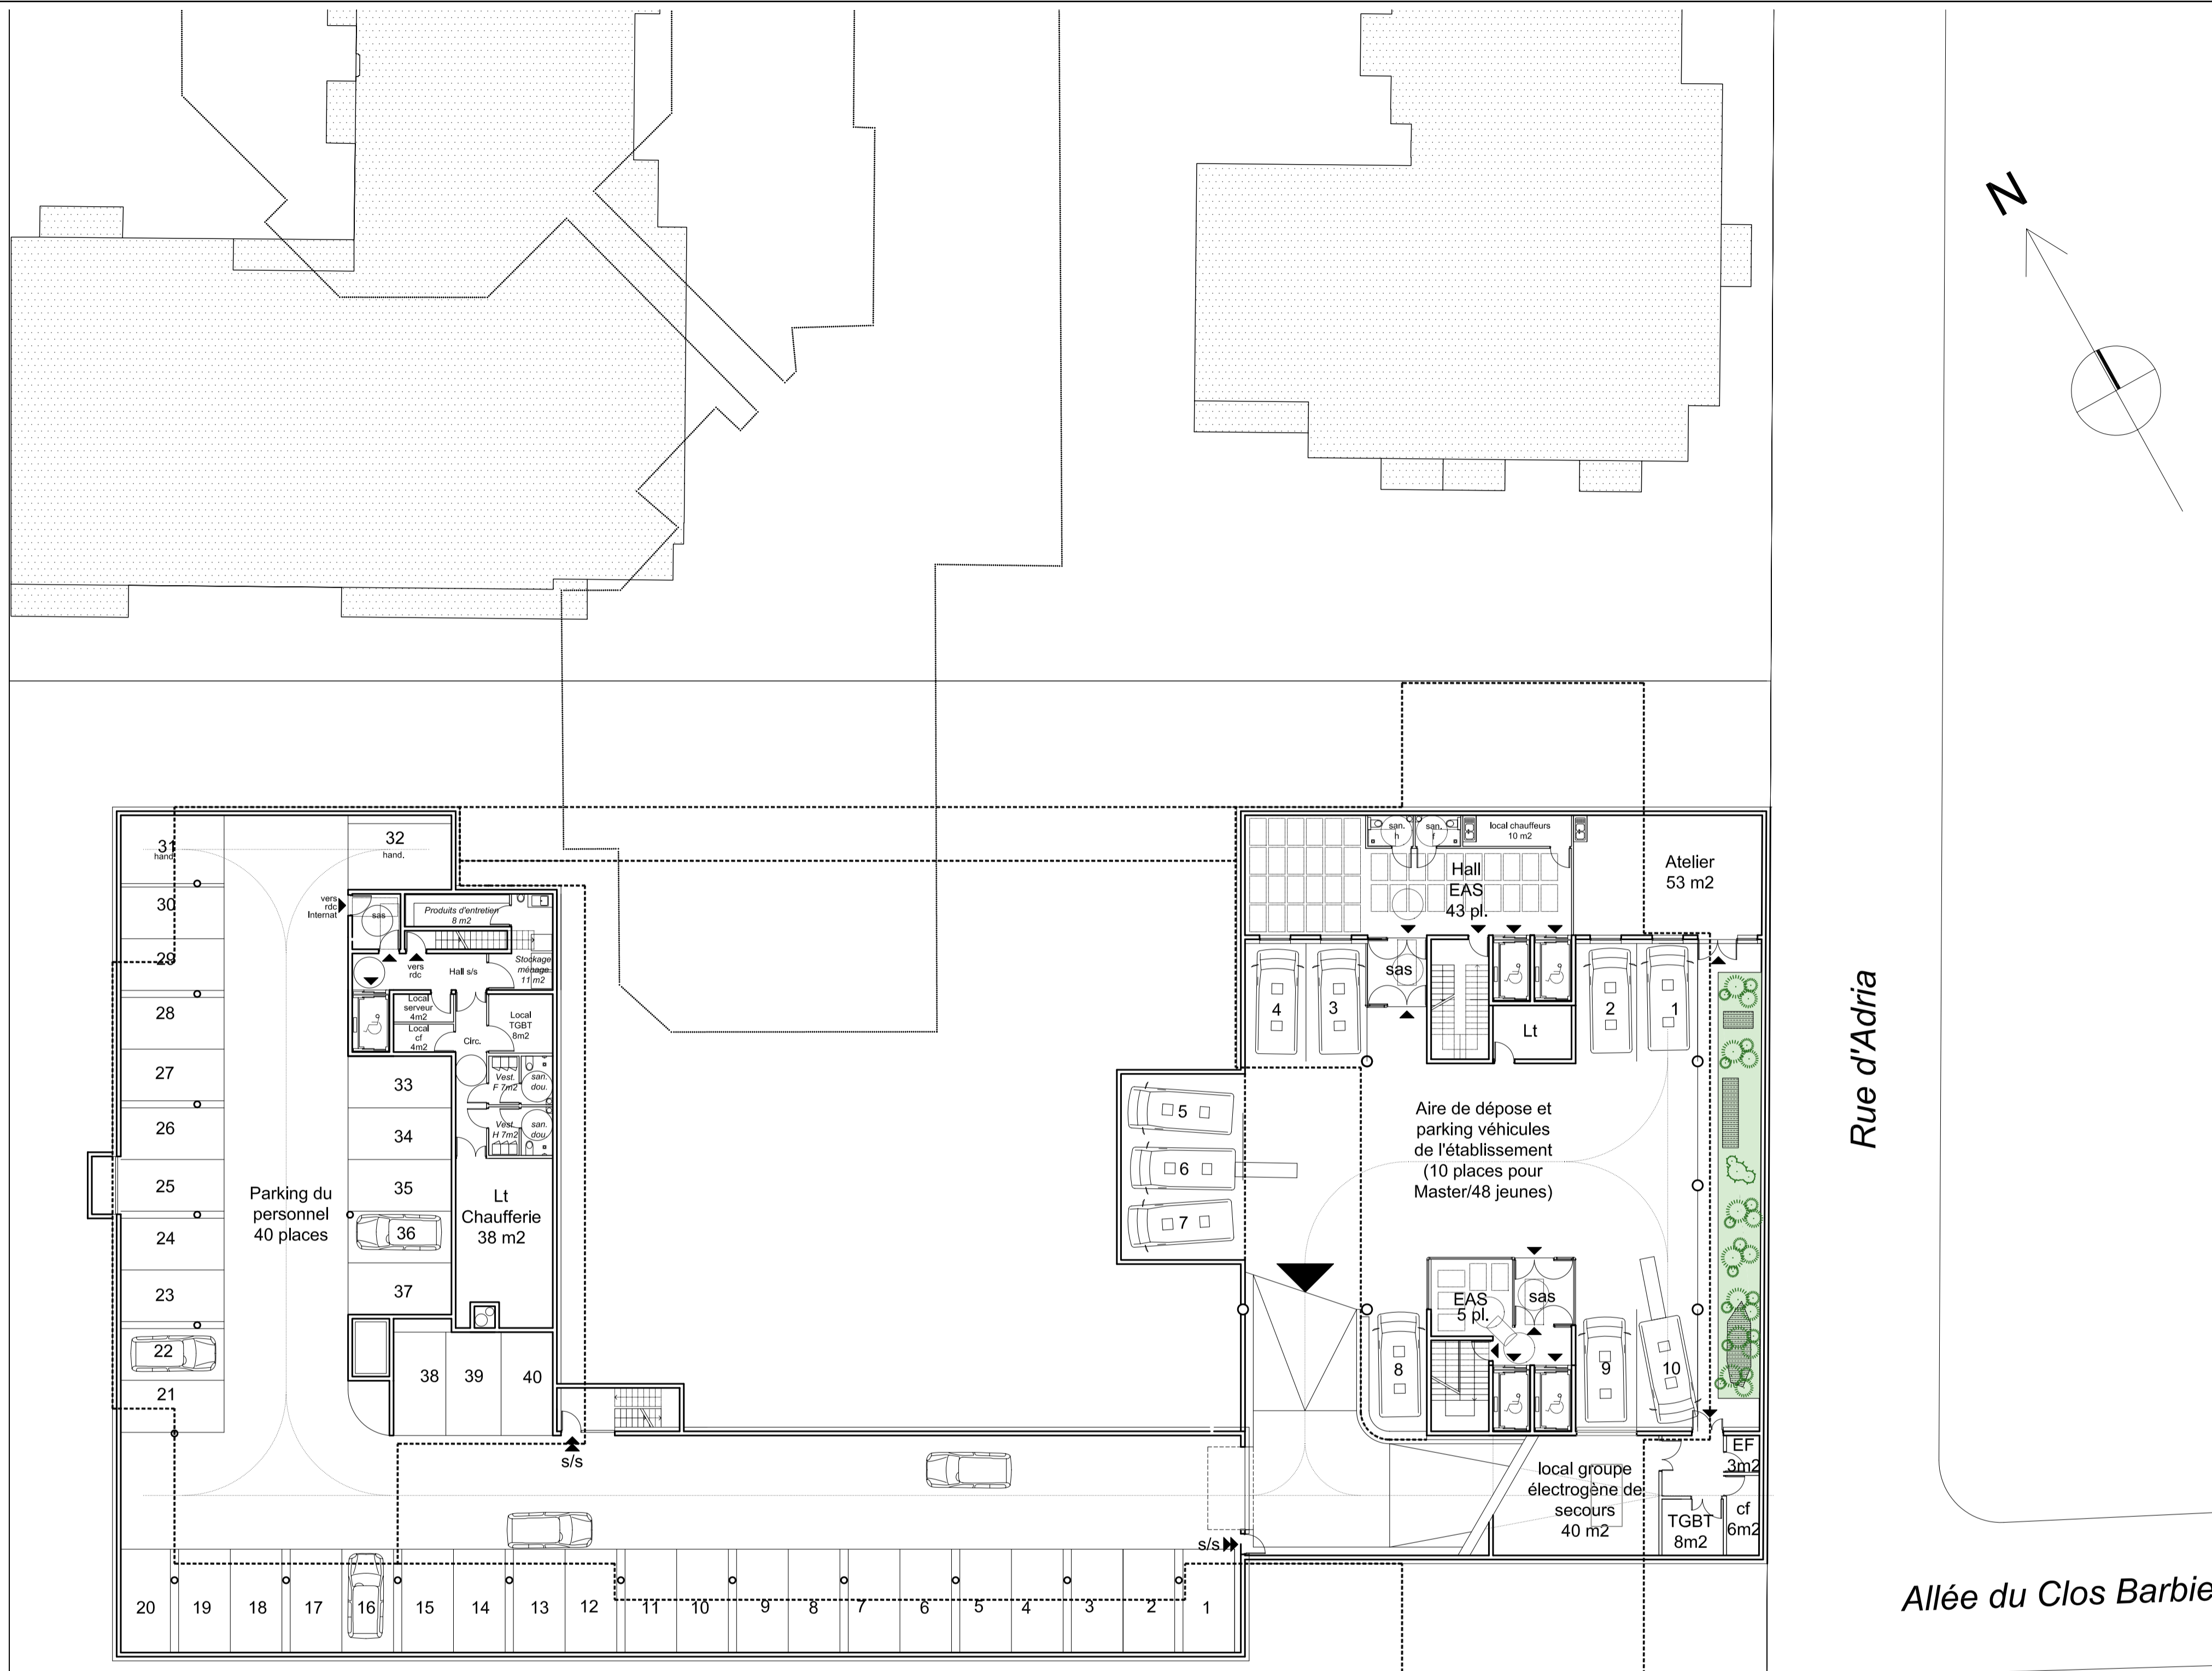 N
31
hand.
32
hand.
30
29
28
27
26
25
24
23
22
21
vers
rdc
Internat
sas
Produits d'entretien
8 m2
vers
rdc
Hall s/s
Stockage
ménage
11 m2
Local
serveur
4m2
Local
cf
4m2
Local
TGBT
8m2
Circ.
Vest.
F 7m2
san.
dou.
Vest.
H 7m2
san.
dou.
33
34
35
36
37
Parking du
personnel
40 places
Lt
Chaufferie
38 m2
38
39
40
s/s
s/s
20
19
18
17
16
15
14
13
12
11
10
9
8
7
6
5
4
3
2
1
san.
h
san.
f
local chauffeurs
10 m2
Hall
EAS
43 pl.
Atelier
53 m2
4
3
sas
Lt
2
1
5
6
7
Aire de dépose et
parking véhicules
de l'établissement
(10 places pour
Master/48 jeunes)
EAS
5 pl.
sas
8
9
10
local groupe
électrogène de
secours
40 m2
EF
3m2
TGBT
8m2
cf
6m2
Rue d'Adria
Allée du Clos Barbie